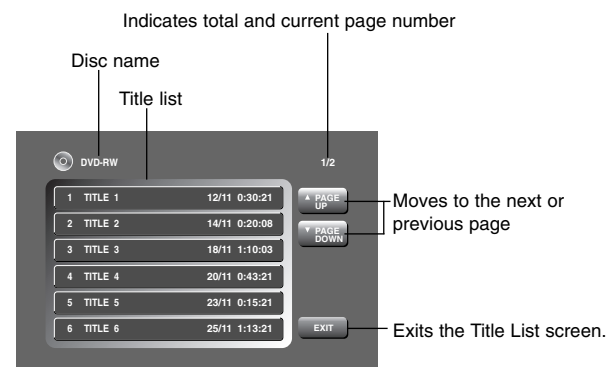 Indicates total and current page number
Disc name
Title list
DVD-RW
1/2
1 TITLE 1 12/11 0:30:21
2 TITLE 2 14/11 0:20:08
3 TITLE 3 18/11 1:10:03
4 TITLE 4 20/11 0:43:21
5 TITLE 5 23/11 0:15:21
6 TITLE 6 25/11 1:13:21
▲ PAGE
UP
▼ PAGE
DOWN
EXIT
Moves to the next or
previous page
Exits the Title List screen.